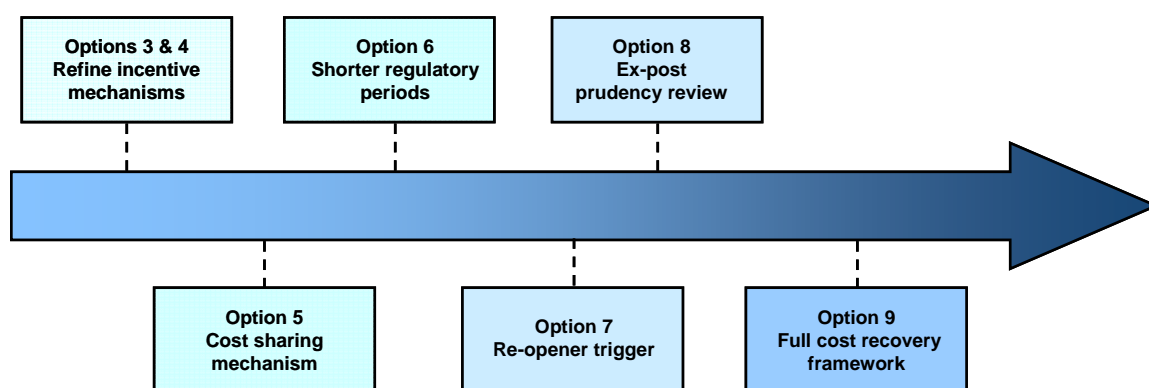 Options 3 & 4
Refine incentive
mechanisms
Option 6
Shorter regulatory
periods
Option 8
Ex-post
prudency review
Option 5
Cost sharing
mechanism
Option 7
Re-opener trigger
Option 9
Full cost recovery
framework